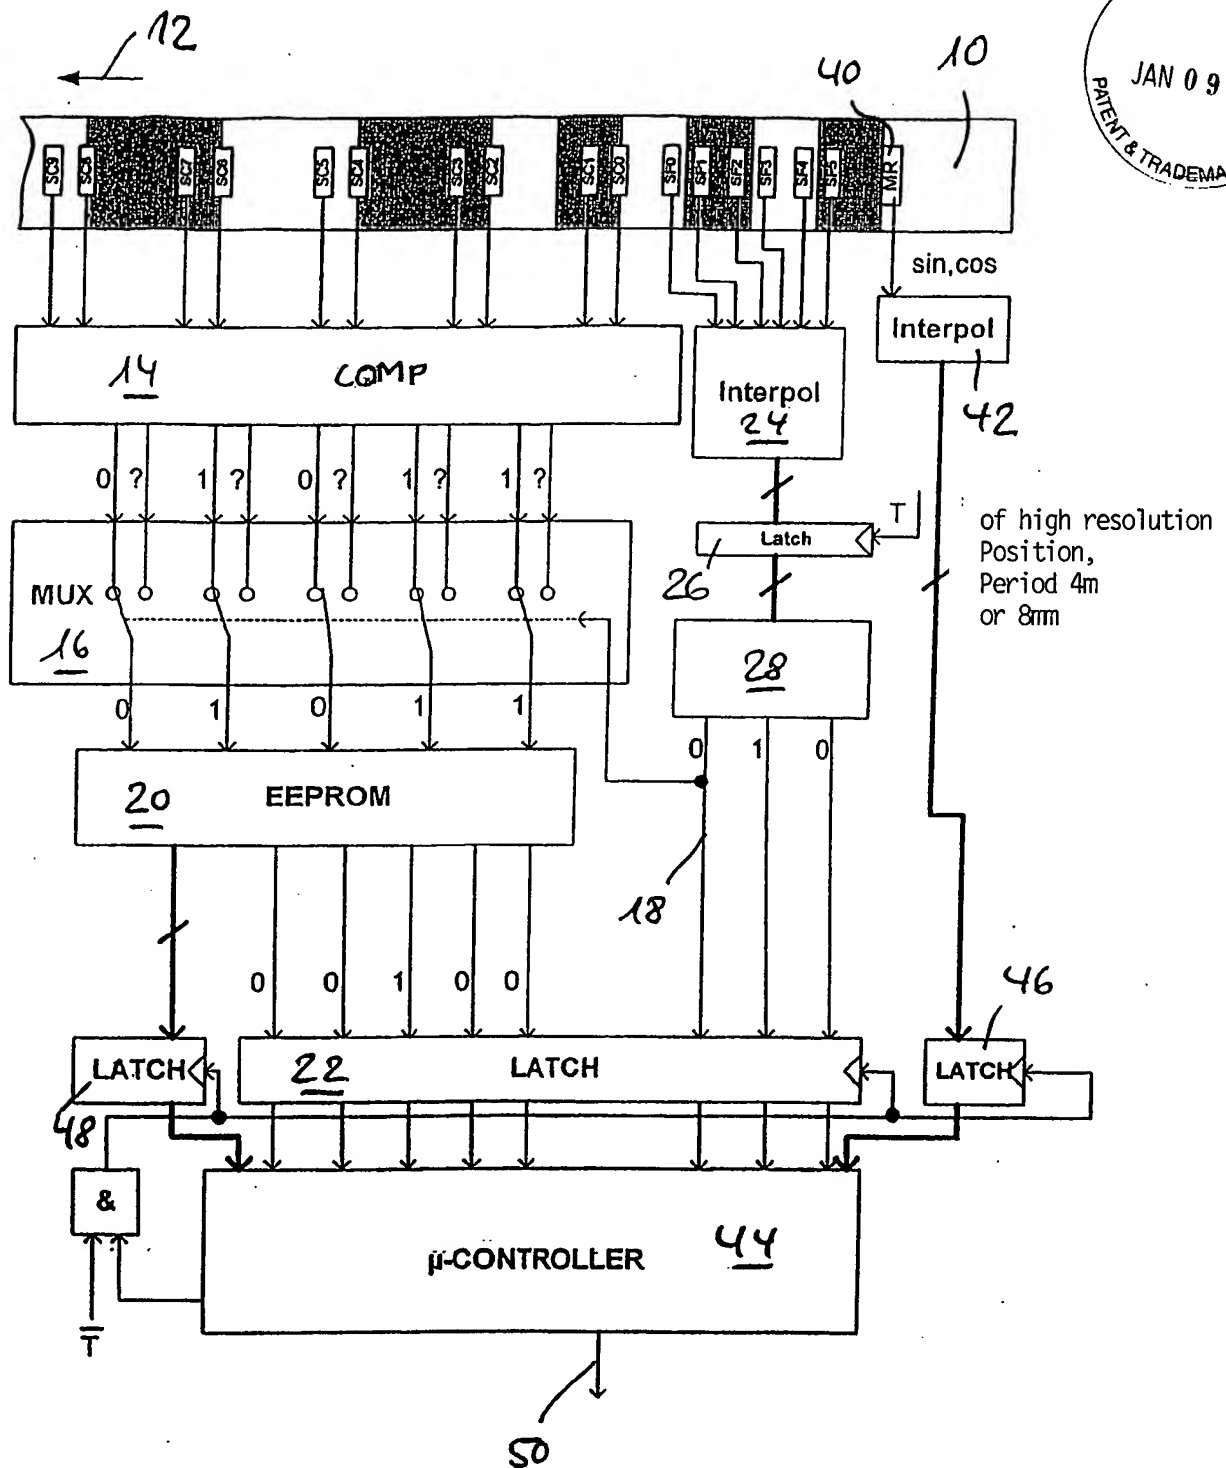 12
40
10
JAN 09
PATENT & TRADEMA
SC9 SC8 SC7 SC6 SC5 SC4 SC3 SC2 SC1 SC0 SF0 SF1 SF2 SF3 SF4 SF5 MR
sin,cos
14 COMP
Interpol
24
Interpol
42
0 ? 1 ? 0 ? 1 ? 1 ?
T
Latch
26
of high resolution
Position,
Period 4m
or 8mm
MUX
16
28
0 1 0 1 1
0 1 0
20 EEPROM
18
0 0 1 0 0
46
LATCH
22 LATCH
LATCH
48
&
μ-CONTROLLER 44
T̅
50